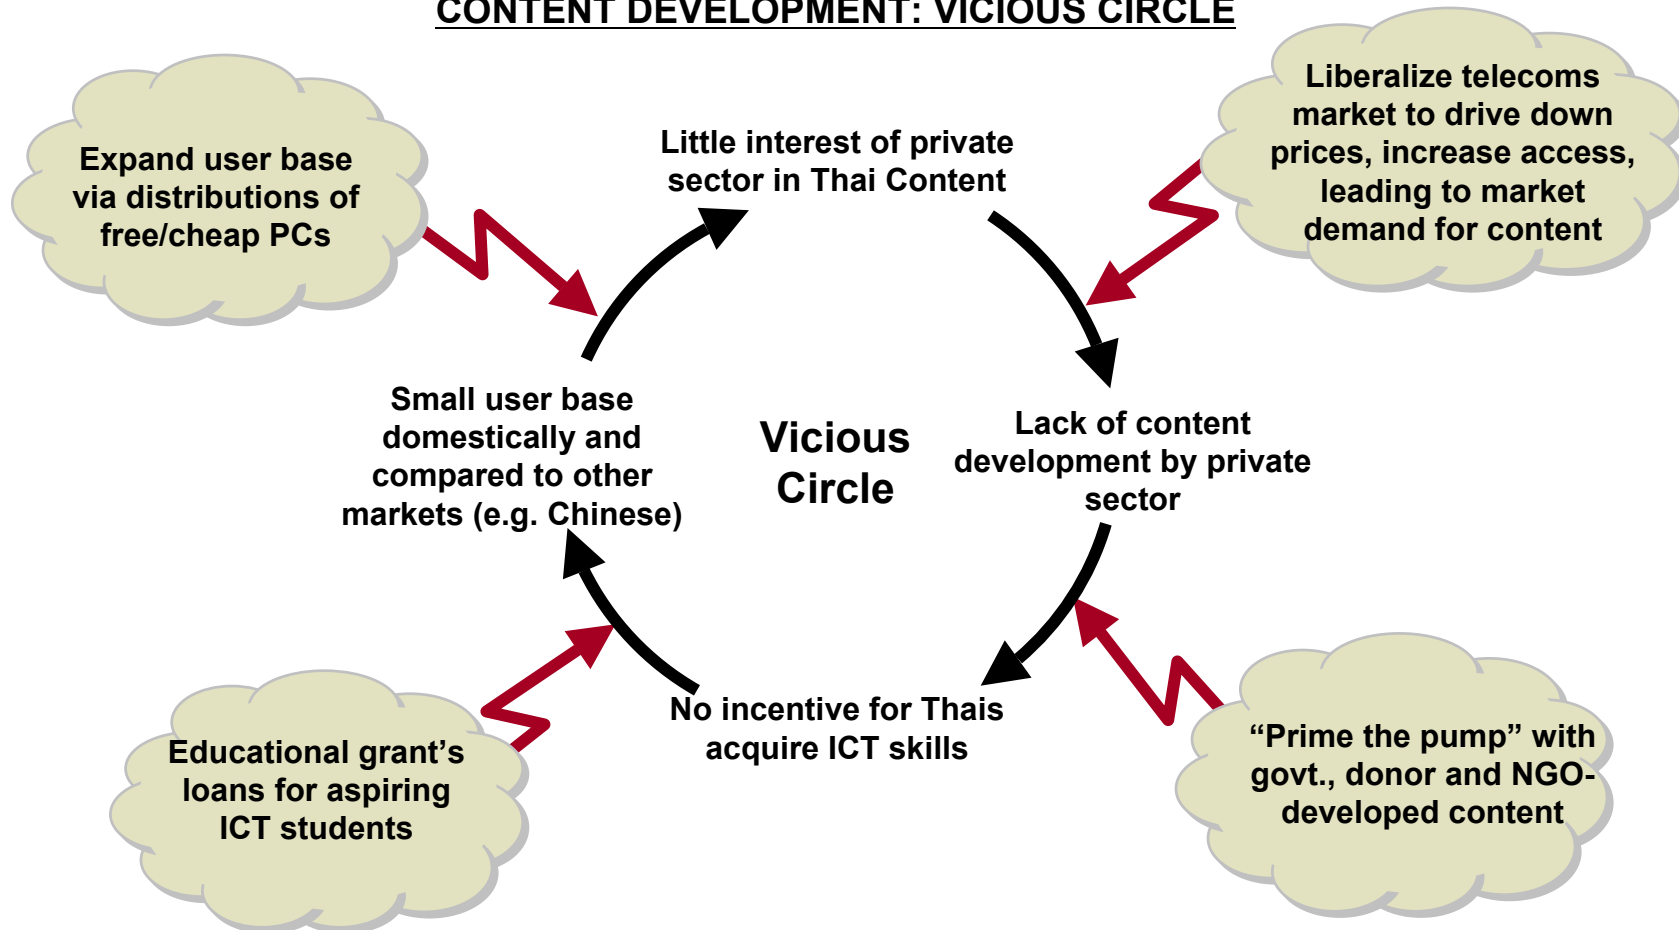 CONTENT DEVELOPMENT: VICIOUS CIRCLE
Expand user base
via distributions of
free/cheap PCs
Little interest of private
sector in Thai Content
Liberalize telecoms
market to drive down
prices, increase access,
leading to market
demand for content
Small user base
domestically and
compared to other
markets (e.g. Chinese)
Vicious
Circle
Lack of content
development by private
sector
No incentive for Thais
acquire ICT skills
Educational grant’s
loans for aspiring
ICT students
“Prime the pump” with
govt., donor and NGO-
developed content